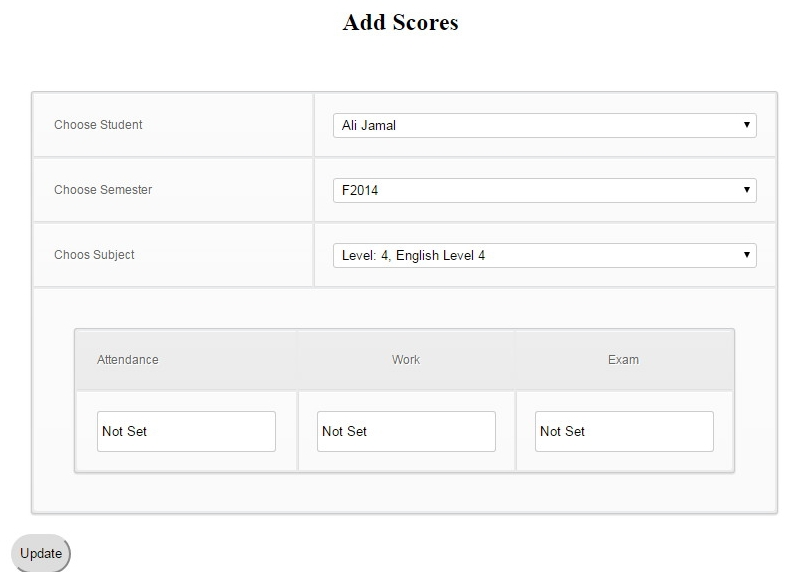 Add Scores
Choose Student Ali Jamal
Choose Semester F2014
Choos Subject Level: 4, English Level 4
Attendance Work Exam
Not Set Not Set Not Set
Update